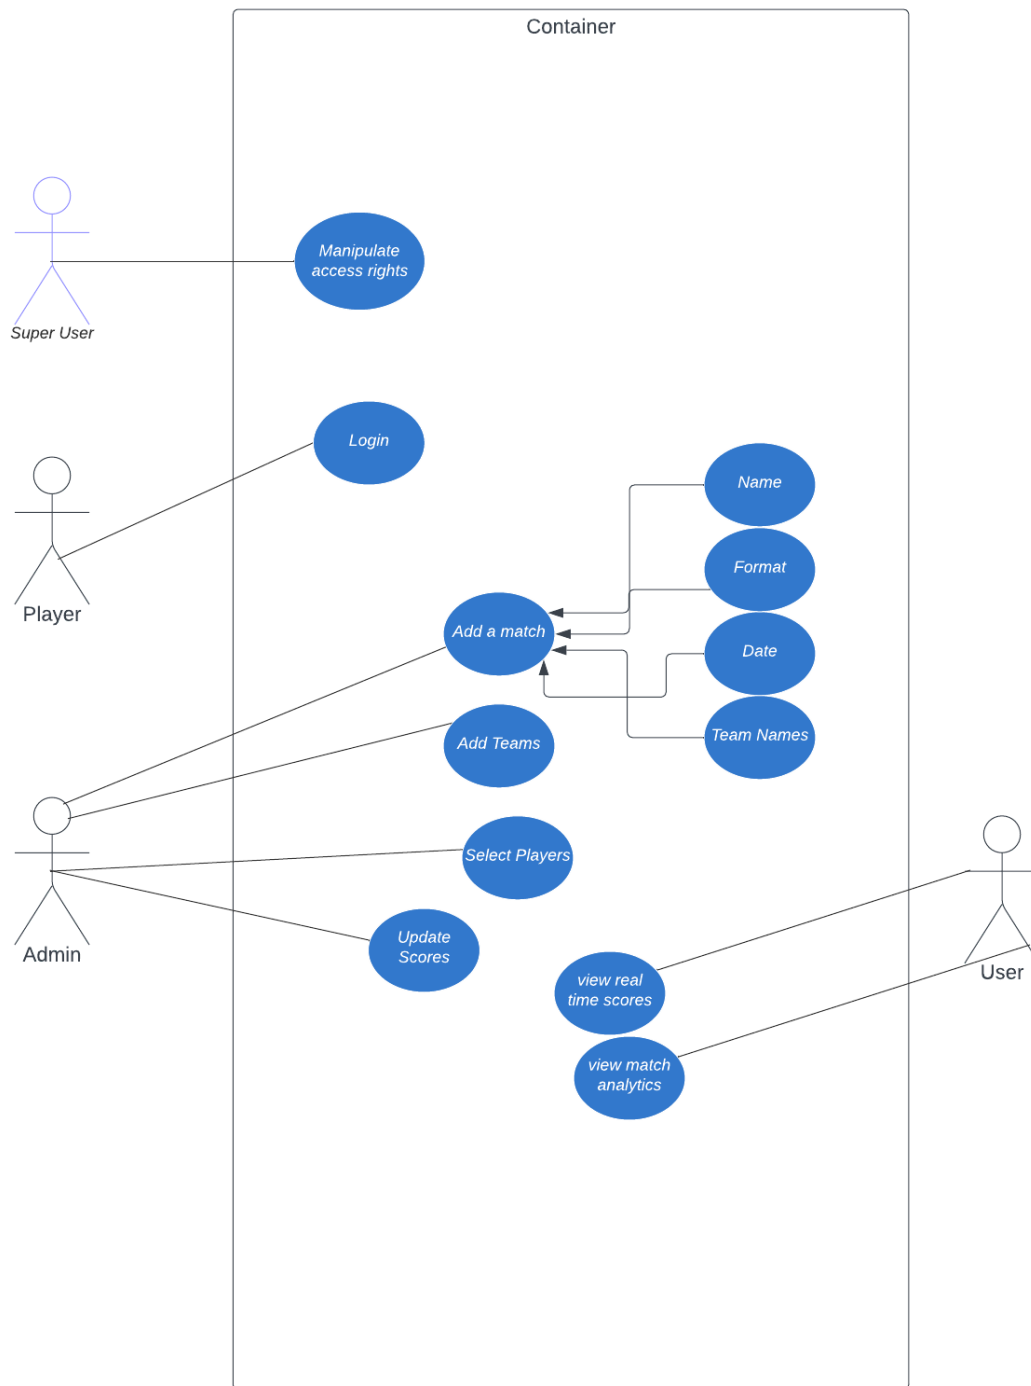 Container
Manipulate
access rights
Super User
Login
Player
Name
Format
Add a match
Date
Team Names
Add Teams
Select Players
Admin
Update
Scores
view real
time scores
User
view match
analytics